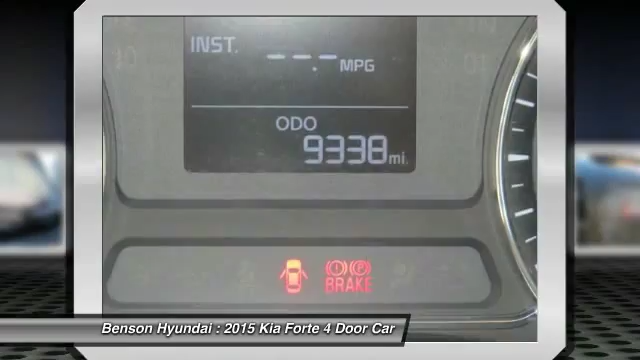 INST.
--.- MPG
ODO
9338 mi.
BRAKE
Benson Hyundai : 2015 Kia Forte 4 Door Car